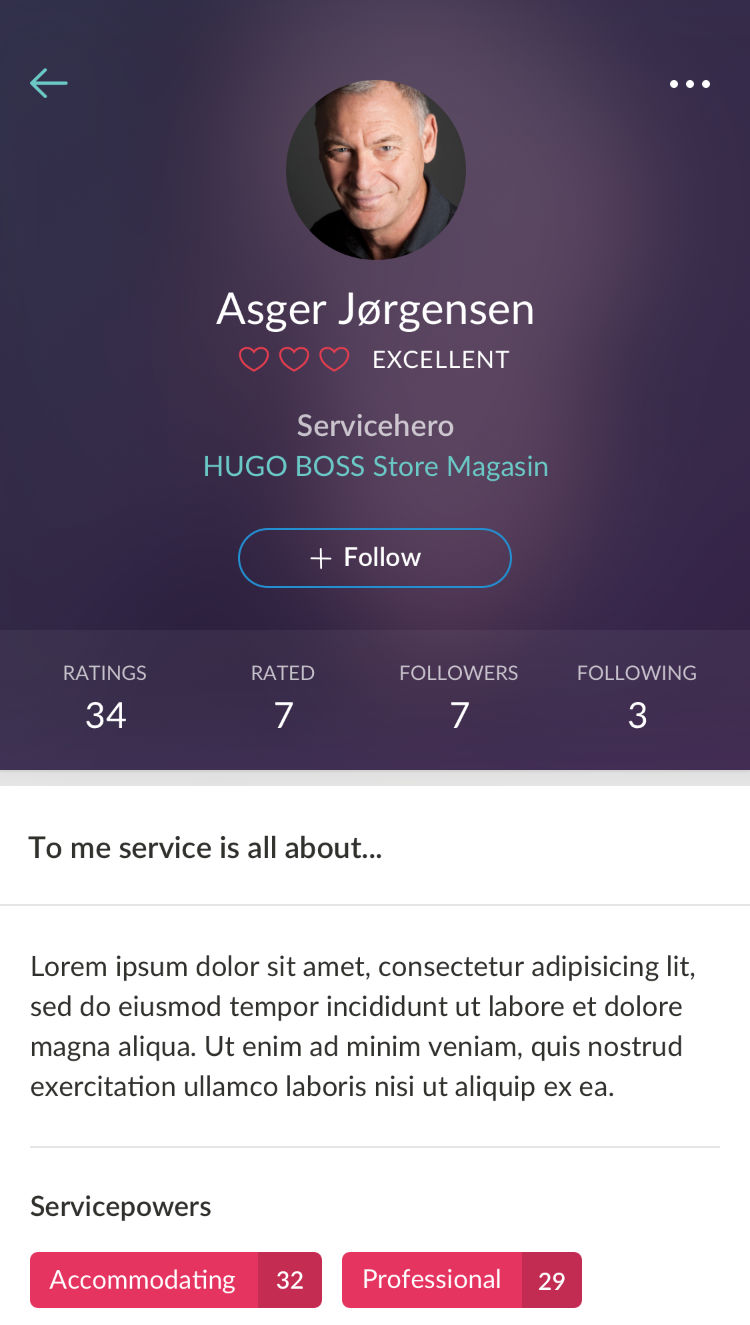 Asger Jørgensen
EXCELLENT
Servicehero
HUGO BOSS Store Magasin
+ Follow
RATINGS RATED FOLLOWERS FOLLOWING
34 7 7 3
To me service is all about...
Lorem ipsum dolor sit amet, consectetur adipisicing lit,
sed do eiusmod tempor incididunt ut labore et dolore
magna aliqua. Ut enim ad minim veniam, quis nostrud
exercitation ullamco laboris nisi ut aliquip ex ea.
Servicepowers
Accommodating 32 Professional 29